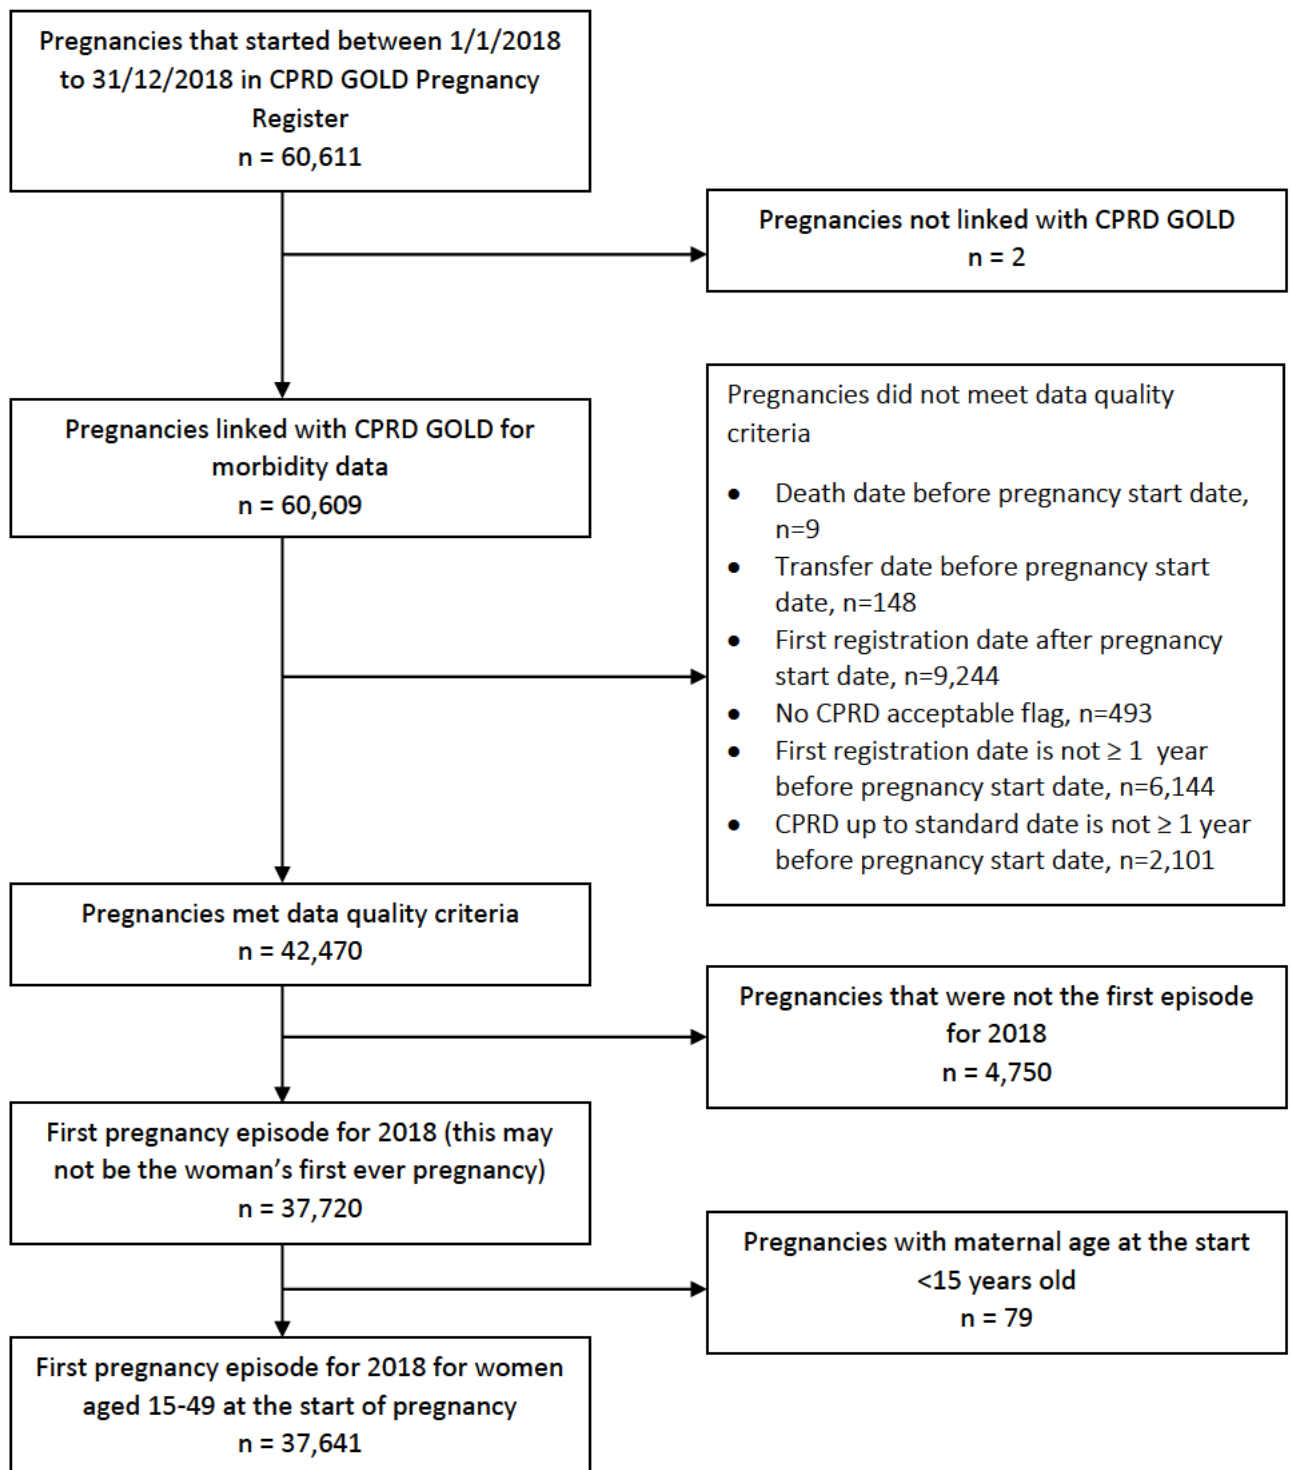 Pregnancies that started between 1/1/2018
to 31/12/2018 in CPRD GOLD Pregnancy
Register
n = 60,611
Pregnancies not linked with CPRD GOLD
n = 2
Pregnancies linked with CPRD GOLD for
morbidity data
n = 60,609
Pregnancies did not meet data quality
criteria
● Death date before pregnancy start date,
n=9
● Transfer date before pregnancy start
date, n=148
● First registration date after pregnancy
start date, n=9,244
● No CPRD acceptable flag, n=493
● First registration date is not ≥ 1 year
before pregnancy start date, n=6,144
● CPRD up to standard date is not ≥ 1 year
before pregnancy start date, n=2,101
Pregnancies met data quality criteria
n = 42,470
Pregnancies that were not the first episode
for 2018
n = 4,750
First pregnancy episode for 2018 (this may
not be the woman’s first ever pregnancy)
n = 37,720
Pregnancies with maternal age at the start
<15 years old
n = 79
First pregnancy episode for 2018 for women
aged 15-49 at the start of pregnancy
n = 37,641